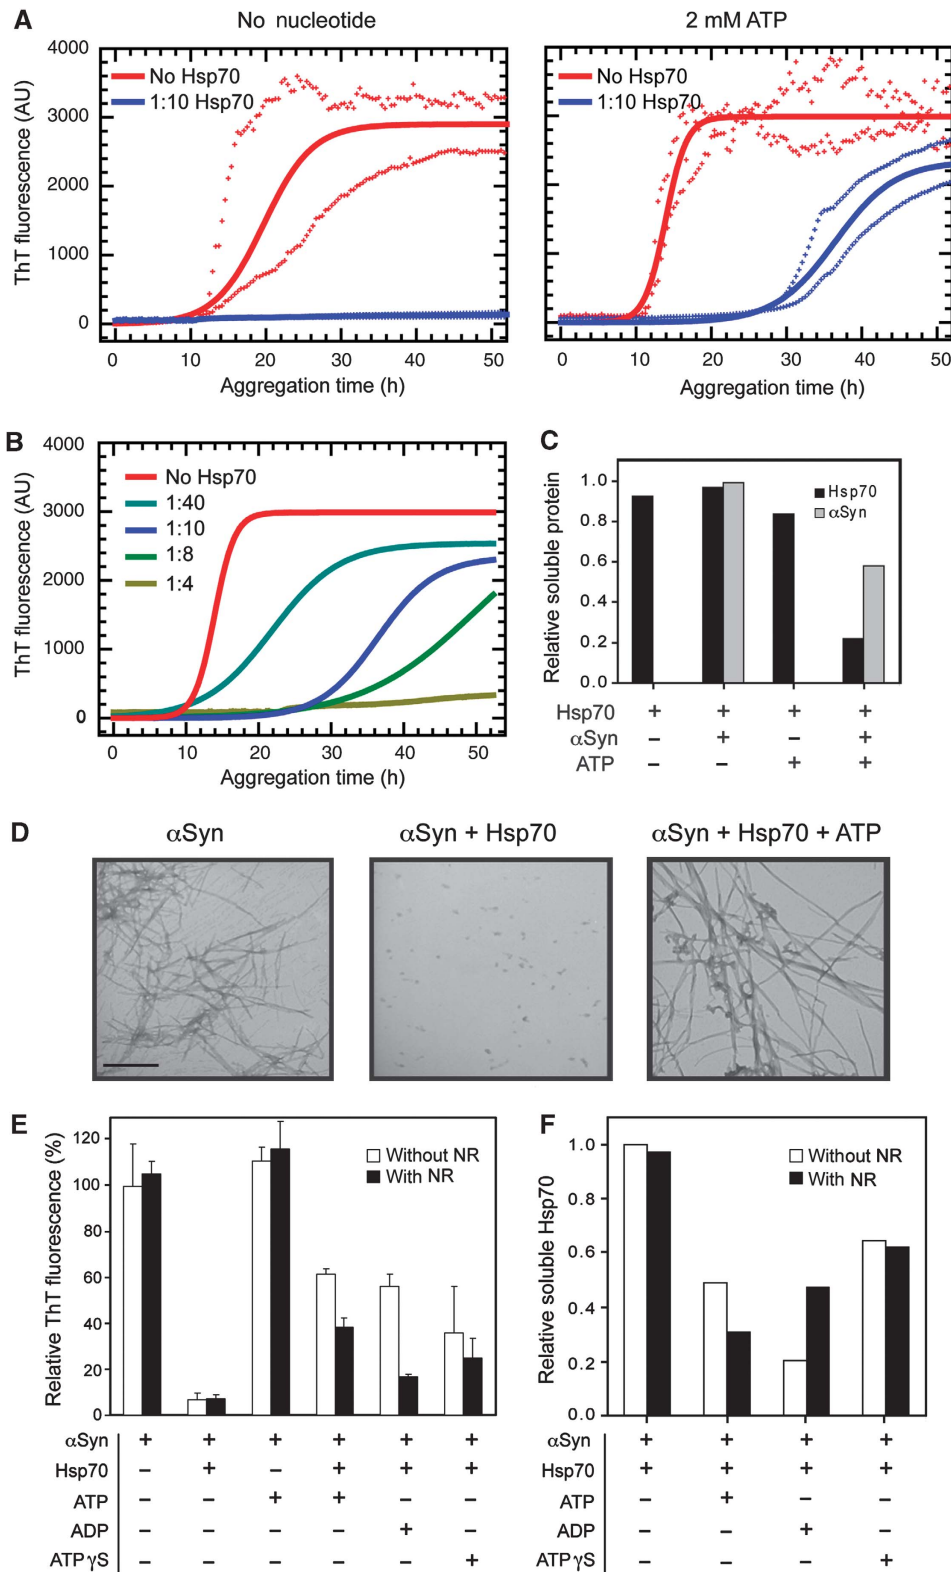 A
No nucleotide
2 mM ATP
ThT fluorescence (AU)
4000
3000
2000
1000
0
No Hsp70
1:10 Hsp70
0 10 20 30 40 50
Aggregation time (h)
No Hsp70
1:10 Hsp70
0 10 20 30 40 50
Aggregation time (h)
B
ThT fluorescence (AU)
4000
3000
2000
1000
0
No Hsp70
1:40
1:10
1:8
1:4
0 10 20 30 40 50
Aggregation time (h)
C
Relative soluble protein
1.0
0.8
0.6
0.4
0.2
0.0
Hsp70
αSyn
Hsp70 + + + +
αSyn – + – +
ATP – – + +
D
αSyn
αSyn + Hsp70
αSyn + Hsp70 + ATP
E
Relative ThT fluorescence (%)
120
100
80
60
40
20
0
Without NR
With NR
αSyn + + + + + +
Hsp70 – + – + + +
ATP – – + + – –
ADP – – – – + –
ATPγS – – – – – +
F
Relative soluble Hsp70
1.0
0.8
0.6
0.4
0.2
0.0
Without NR
With NR
αSyn + + + +
Hsp70 + + + +
ATP – + – –
ADP – – + –
ATPγS – – – +